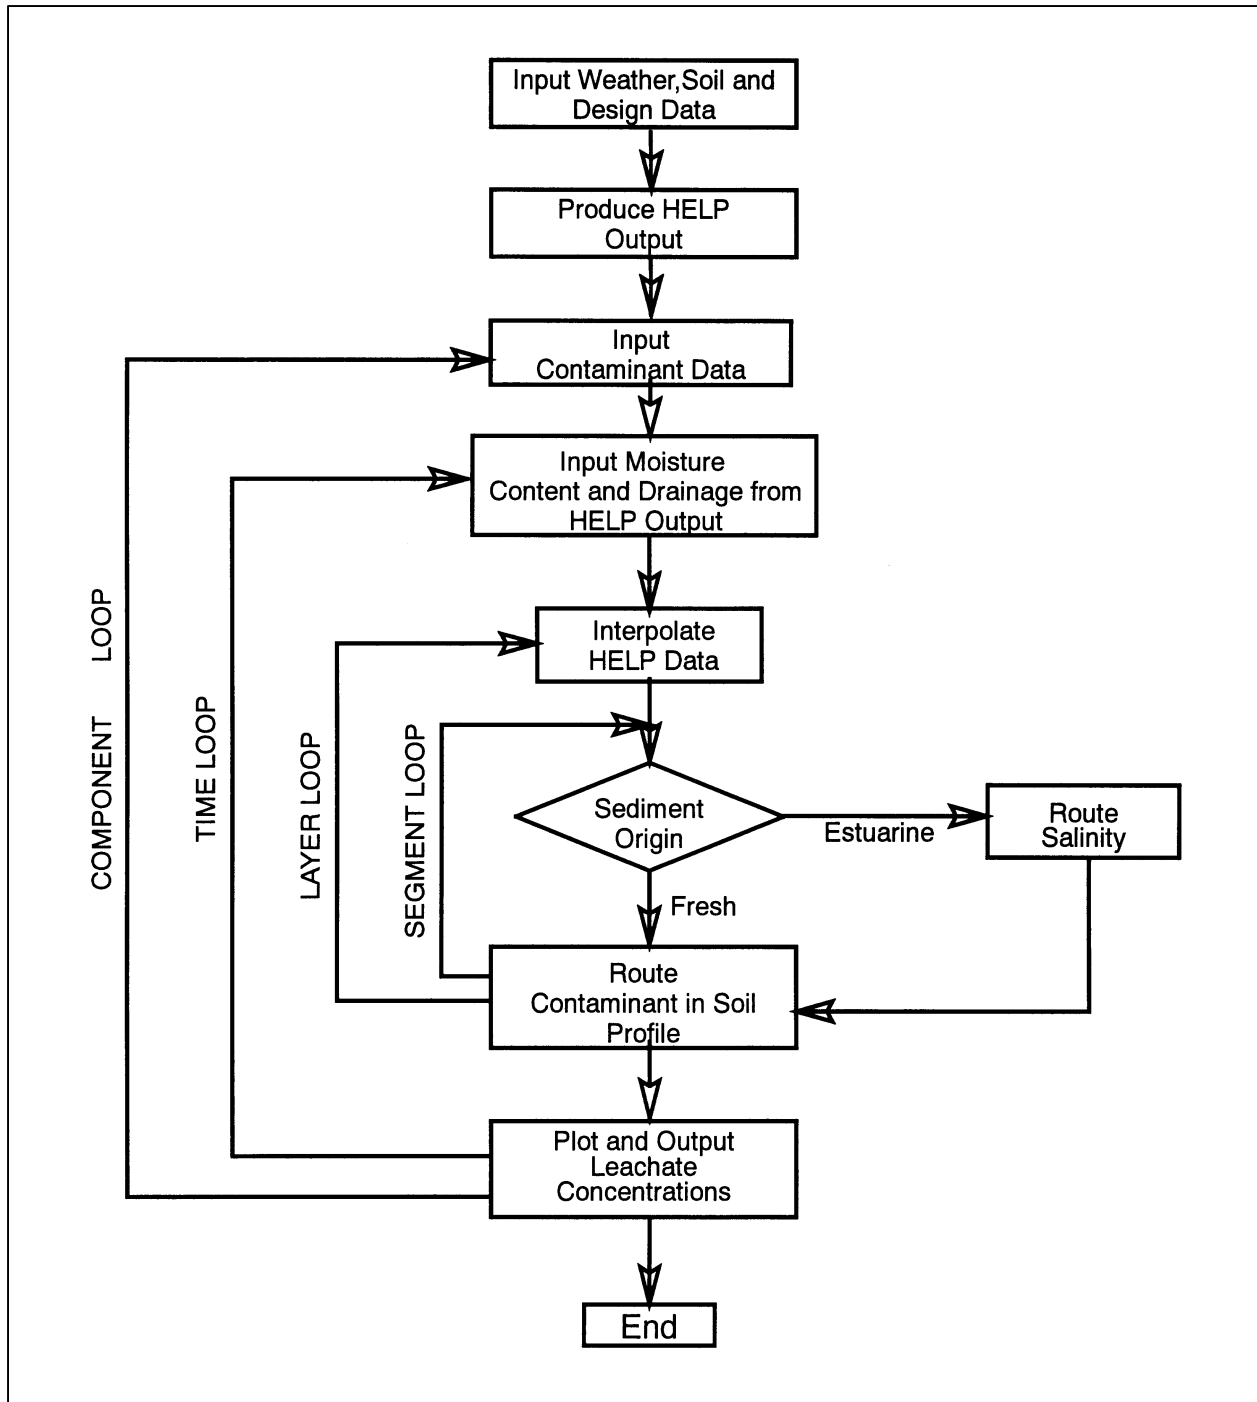 Input Weather,Soil and
Design Data
Produce HELP
Output
Input
Contaminant Data
Input Moisture
Content and Drainage from
HELP Output
Interpolate
HELP Data
Sediment
Origin
Estuarine
Route
Salinity
Fresh
Route
Contaminant in Soil
Profile
Plot and Output
Leachate
Concentrations
End
COMPONENT LOOP
TIME LOOP
LAYER LOOP
SEGMENT LOOP